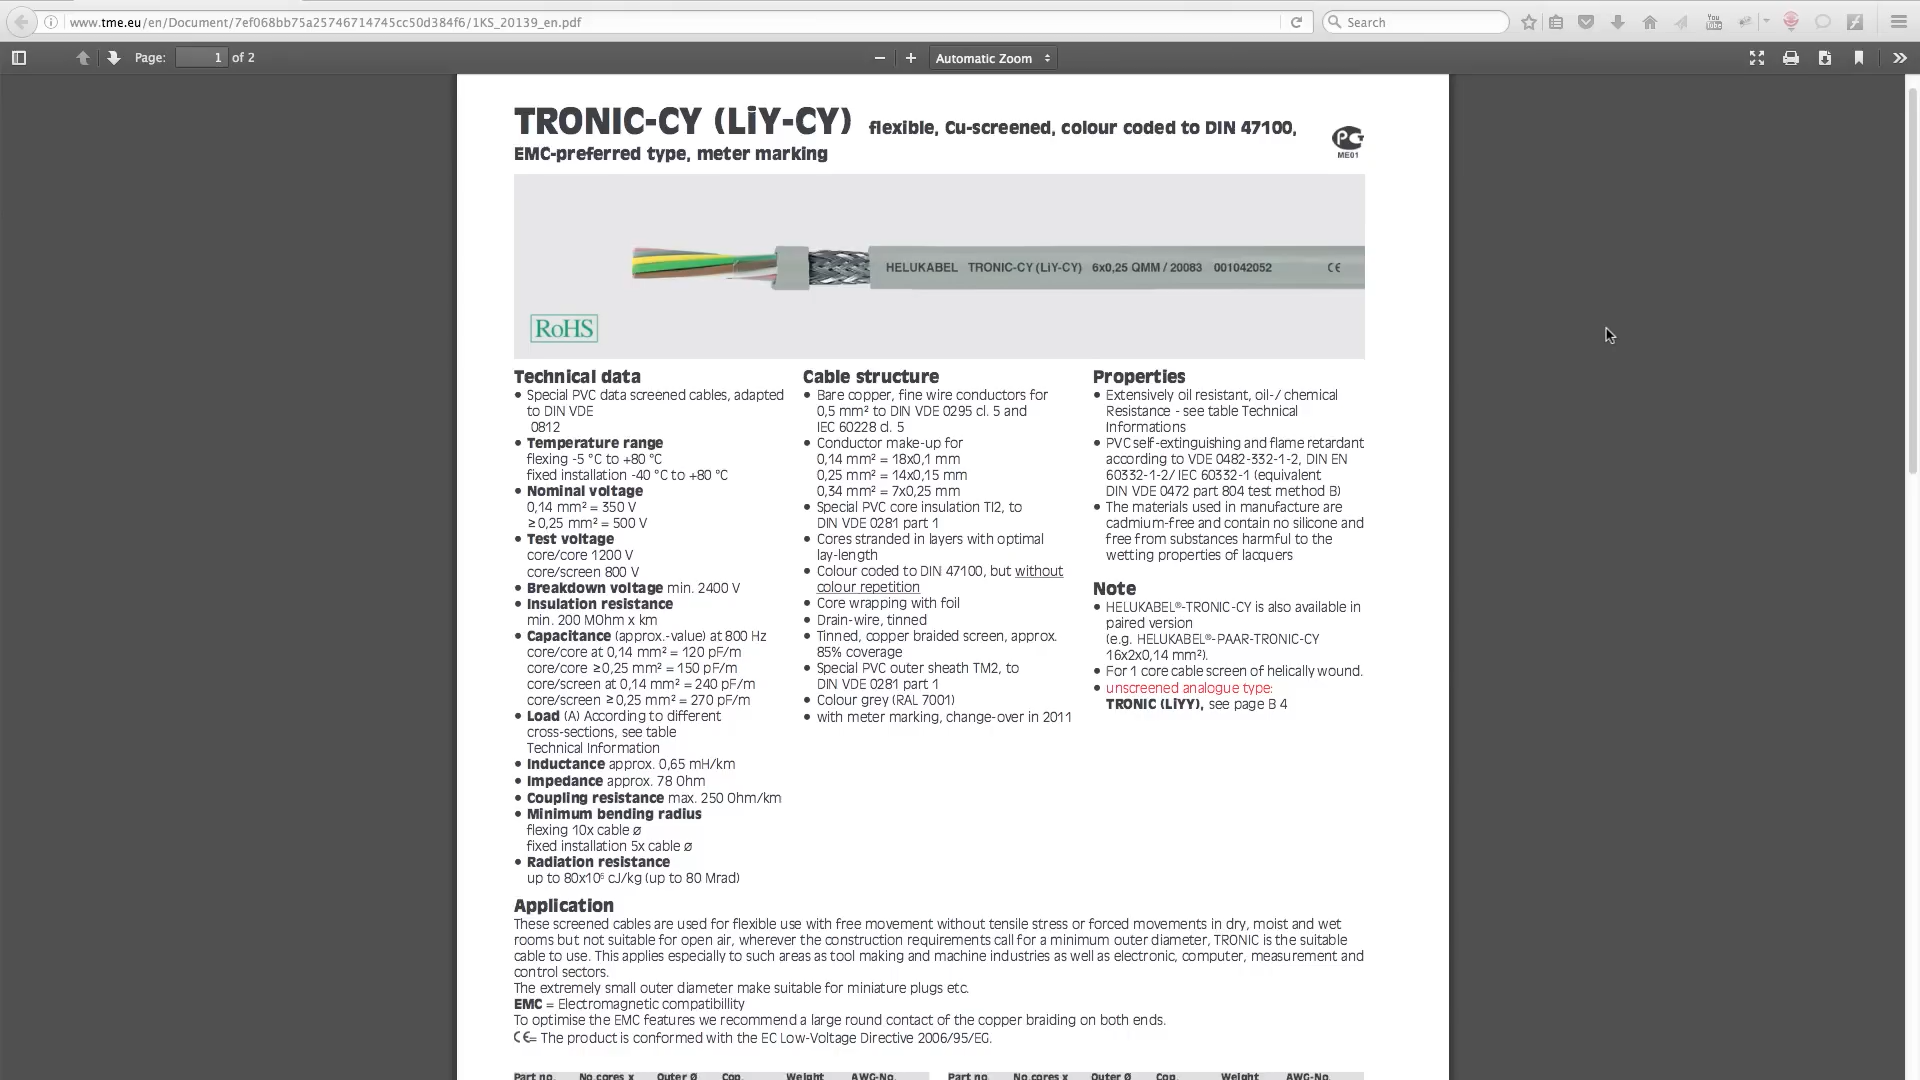 www.tme.eu/en/Document/7ef068bb75a25746714745cc50d384f6/1KS_20139_en.pdf
Search
You
Page: 1 of 2
Automatic Zoom
TRONIC-CY (LiY-CY) flexible, Cu-screened, colour coded to DIN 47100,
EMC-preferred type, meter marking
ME01
HELUKABEL TRONIC-CY (LiY-CY) 6x0,25 QMM / 20083 001042052 CE
RoHS
Technical data
• Special PVC data screened cables, adapted
to DIN VDE
0812
• Temperature range
flexing -5 °C to +80 °C
fixed installation -40 °C to +80 °C
• Nominal voltage
0,14 mm² = 350 V
≥ 0,25 mm² = 500 V
• Test voltage
core/core 1200 V
core/screen 800 V
• Breakdown voltage min. 2400 V
• Insulation resistance
min. 200 MOhm x km
• Capacitance (approx.-value) at 800 Hz
core/core at 0,14 mm² = 120 pF/m
core/core ≥ 0,25 mm² = 150 pF/m
core/screen at 0,14 mm² = 240 pF/m
core/screen ≥ 0,25 mm² = 270 pF/m
• Load (A) According to different
cross-sections, see table
Technical Information
• Inductance approx. 0,65 mH/km
• Impedance approx. 78 Ohm
• Coupling resistance max. 250 Ohm/km
• Minimum bending radius
flexing 10x cable ø
fixed installation 5x cable ø
• Radiation resistance
up to 80x10⁶ cJ/kg (up to 80 Mrad)
Cable structure
• Bare copper, fine wire conductors for
0,5 mm² to DIN VDE 0295 cl. 5 and
IEC 60228 cl. 5
• Conductor make-up for
0,14 mm² = 18x0,1 mm
0,25 mm² = 14x0,15 mm
0,34 mm² = 7x0,25 mm
• Special PVC core insulation TI2, to
DIN VDE 0281 part 1
• Cores stranded in layers with optimal
lay-length
• Colour coded to DIN 47100, but without
colour repetition
• Core wrapping with foil
• Drain-wire, tinned
• Tinned, copper braided screen, approx.
85% coverage
• Special PVC outer sheath TM2, to
DIN VDE 0281 part 1
• Colour grey (RAL 7001)
• with meter marking, change-over in 2011
Properties
• Extensively oil resistant, oil-/ chemical
Resistance - see table Technical
Informations
• PVC self-extinguishing and flame retardant
according to VDE 0482-332-1-2, DIN EN
60332-1-2/ IEC 60332-1 (equivalent
DIN VDE 0472 part 804 test method B)
• The materials used in manufacture are
cadmium-free and contain no silicone and
free from substances harmful to the
wetting properties of lacquers
Note
• HELUKABEL®-TRONIC-CY is also available in
paired version
(e.g. HELUKABEL®-PAAR-TRONIC-CY
16x2x0,14 mm²).
• For 1 core cable screen of helically wound.
• unscreened analogue type:
TRONIC (LiYY), see page B 4
Application
These screened cables are used for flexible use with free movement without tensile stress or forced movements in dry, moist and wet
rooms but not suitable for open air, wherever the construction requirements call for a minimum outer diameter, TRONIC is the suitable
cable to use. This applies especially to such areas as tool making and machine industries as well as electronic, computer, measurement and
control sectors.
The extremely small outer diameter make suitable for miniature plugs etc.
EMC = Electromagnetic compatibillity
To optimise the EMC features we recommend a large round contact of the copper braiding on both ends.
CE= The product is conformed with the EC Low-Voltage Directive 2006/95/EG.
Part no. No.cores x Outer Ø Cop. Weight AWG-No. Part no. No.cores x Outer Ø Cop. Weight AWG-No.